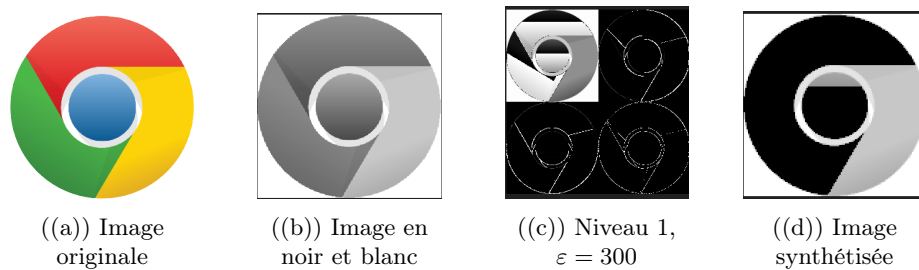 ((a)) Image
originale
((b)) Image en
noir et blanc
((c)) Niveau 1,
ε = 300
((d)) Image
synthétisée